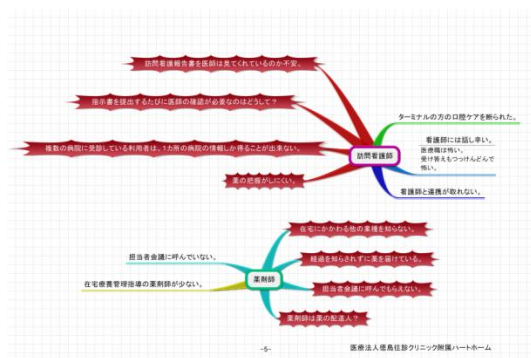 訪問看護報告書を医師は見てくれているのか不安。
指示書を提出するたびに医師の確認が必要なのはどうして？
複数の病院に受診している利用者は、1カ所の病院の情報しか得ることが出来ない。
薬の把握がしにくい。
訪問看護師
ターミナルの方の口腔ケアを断られた。
看護師には話し辛い。
医療職は怖い。
受け答えもつっけんどんで
怖い。
看護師と連携が取れない。
在宅にかかわる他の業種を知らない。
経過を知らされずに薬を届けている。
担当者会議に呼んでもらえない。
薬剤師は薬の配達人？
薬剤師
担当者会議に呼んでいない。
在宅療養管理指導の薬剤師が少ない。
-5-
医療法人徳島往診クリニック附属ハートホーム